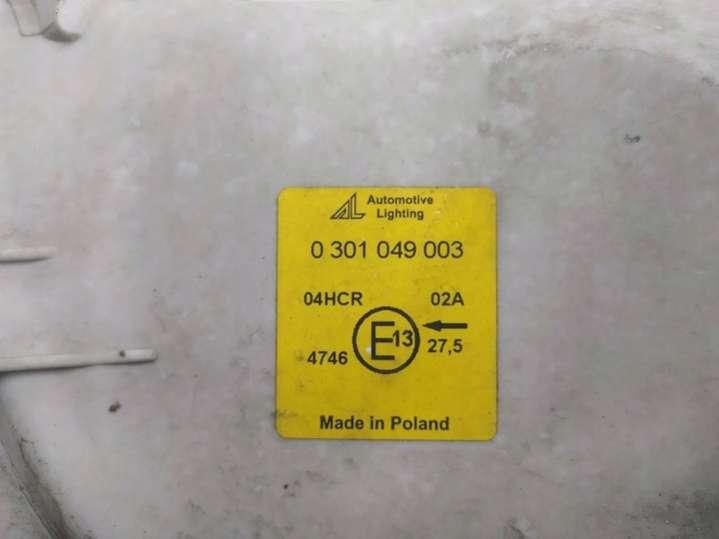 Automotive
Lighting
0 301 049 003
04HCR 02A
E13
4746 27,5
Made in Poland